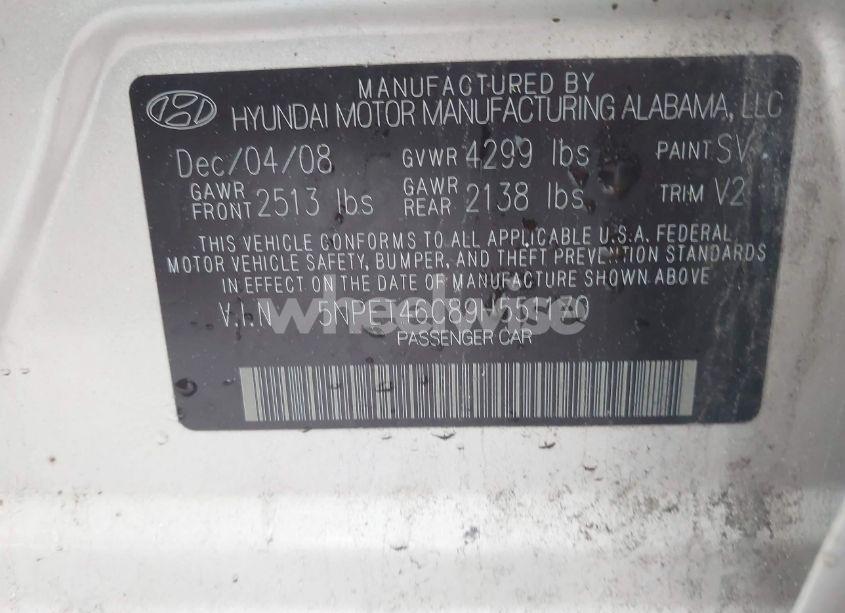 MANUFACTURED BY
HYUNDAI MOTOR MANUFACTURING ALABAMA, LLC
Dec/04/08 GVWR 4299 lbs PAINT SV
GAWR FRONT 2513 lbs GAWR REAR 2138 lbs TRIM V2
THIS VEHICLE CONFORMS TO ALL APPLICABLE U.S.A. FEDERAL
MOTOR VEHICLE SAFETY, BUMPER, AND THEFT PREVENTION STANDARDS
IN EFFECT ON THE DATE OF MANUFACTURE SHOWN ABOVE
V.I.N
wheelwise
PASSENGER CAR